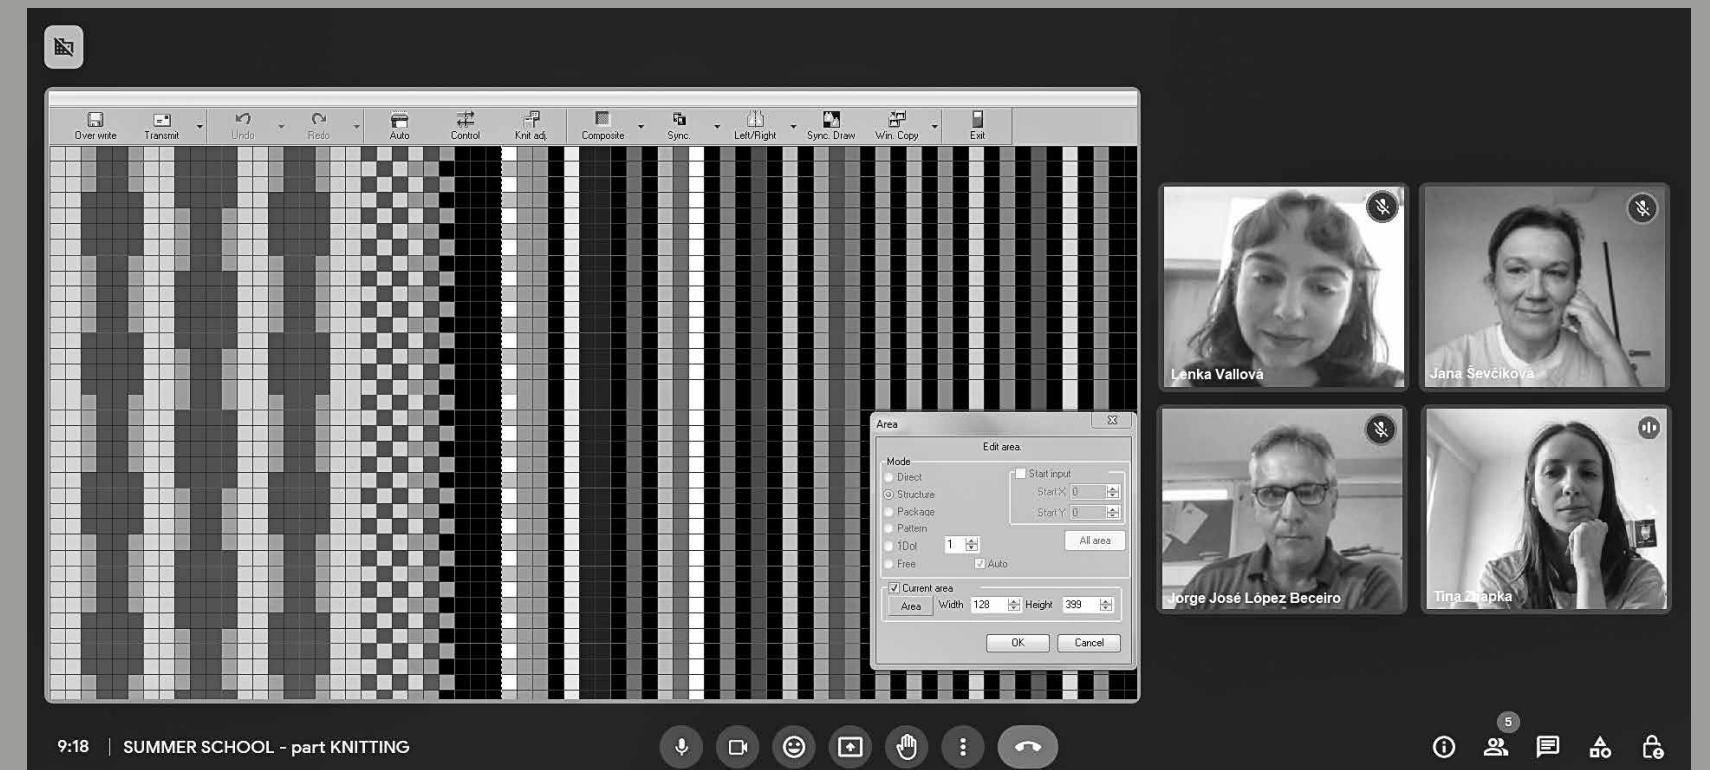 Over write Transmit Undo Redo Auto Control Knit adj. Composite Sync. Left/Right Sync. Draw Win. Copy Exit
Area
Edit area.
Mode
Direct
Structure
Package
Pattern
1Dot 1
Free
Auto
Start input
Start X 0
Start Y 0
All area
Current area
Area Width 128 Height 399
OK Cancel
Lenka Vallová
Jana Ševčíková
Jorge José López Beceiro
Tina
5
9:18 | SUMMER SCHOOL - part KNITTING